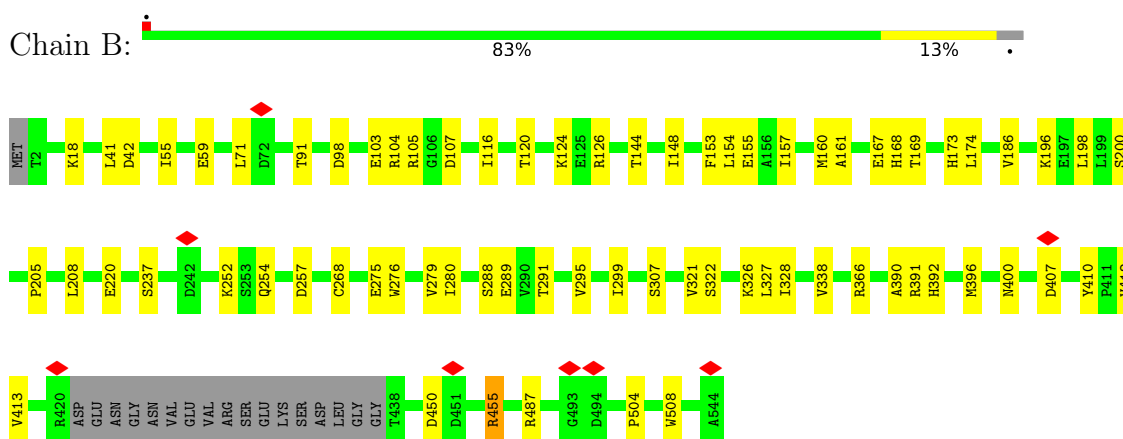 Chain B:
83% 13%
MET T2 K18 L41 D42 I55 E59 L71 D72 T91 D98 E103 R104 R105 G106 D107 I116 T120 K124 E125 R126 T144 I148 F153 L154 E155 A156 I157 M160 A161 E167 H168 T169 H173 L174 V186 K196 E197 L198 L199 S200
P205 L208 E220 S237 D242 K252 S253 Q254 D257 C268 E275 W276 V279 I280 S288 E289 V290 T291 V295 I299 S307 V321 S322 K326 L327 I328 V338 R366 A390 R391 H392 M396 N400 D407 Y410 P411
V413 R420 ASP GLU ASN GLY ASN VAL GLU VAL VAL ARG SER GLU LYS SER ASP LEU GLY GLY T438 D450 D451 R455 R487 G493 D494 P504 W508 A544